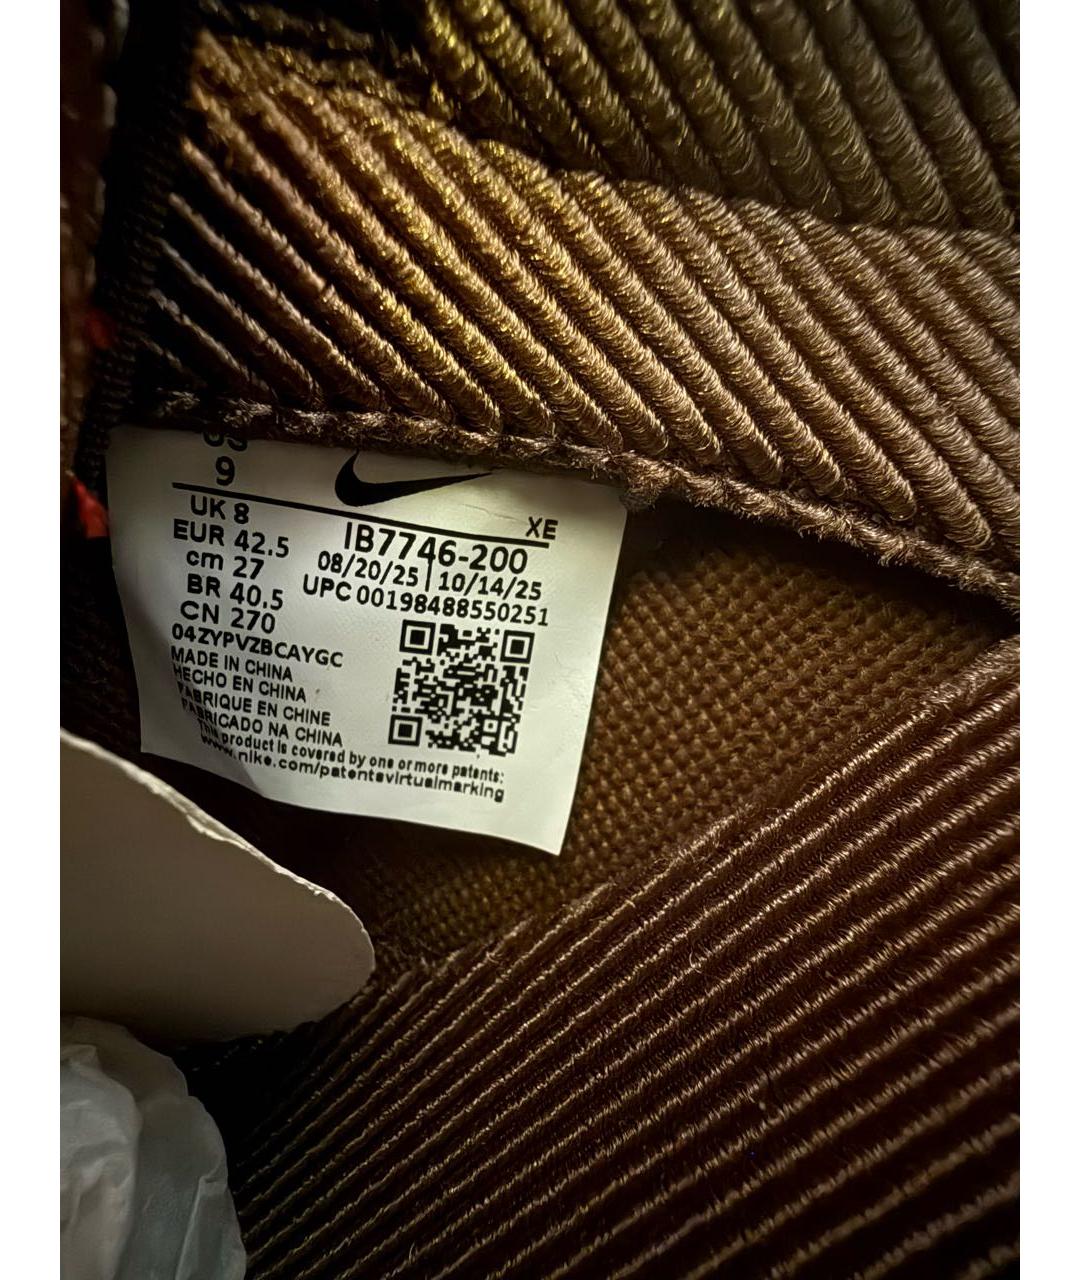 US
9
UK 8
EUR 42.5
cm 27
BR 40.5
CN 270
XE
IB7746-200
08/20/25 | 10/14/25
UPC 00198488550251
04ZYPVZBCAYGC
MADE IN CHINA
HECHO EN CHINA
FABRIQUE EN CHINE
FABRICADO NA CHINA
This product is covered by one or more patents:
www.nike.com/patentsvirtualmarking